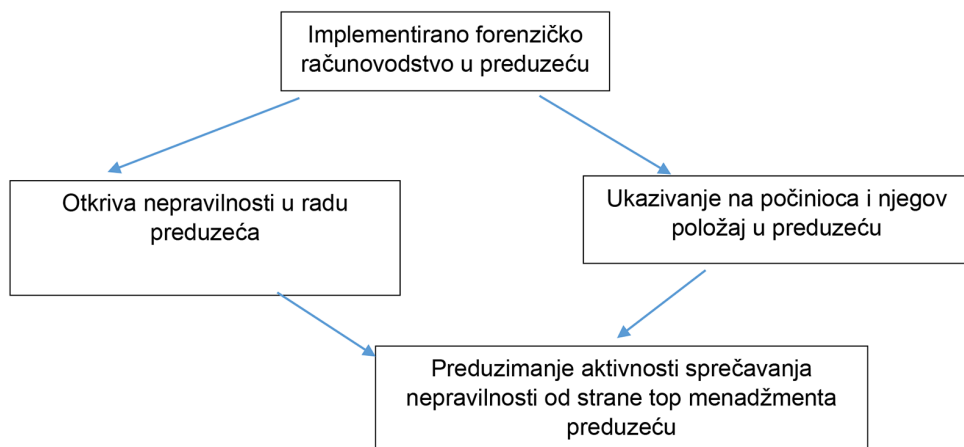 Implementirano forenzičko
računovodstvo u preduzeću
Otkriva nepravilnosti u radu
preduzeća
Ukazivanje na počinioca i njegov
položaj u preduzeću
Preduzimanje aktivnosti sprečavanja
nepravilnosti od strane top menadžmenta
preduzeću